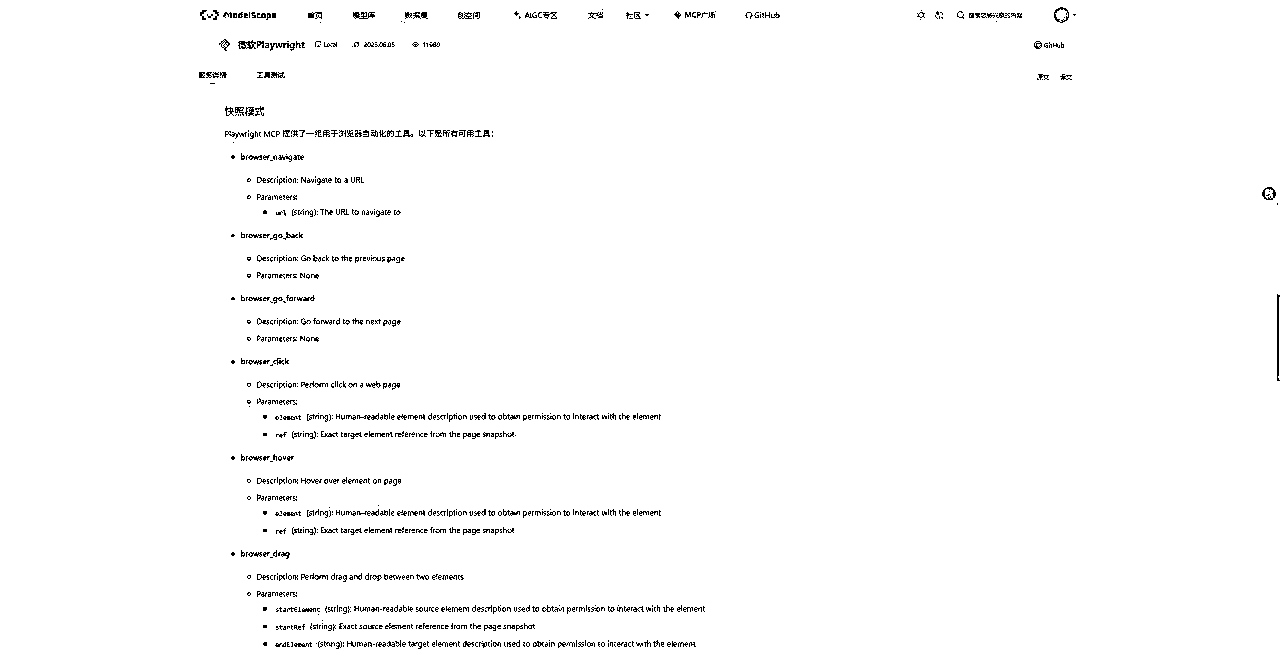 ModelScope 首页 模型库 数据集 创空间 AIGC专区 文档 社区 MCP广场 GitHub
微软Playwright Local 2025.06.05 GitHub
服务详情 工具测试 原文 译文
快照模式
Playwright MCP 提供了一组用于浏览器自动化的工具。以下是所有可用工具：
browser_navigate
Description: Navigate to a URL
Parameters:
url (string): The URL to navigate to
browser_go_back
Description: Go back to the previous page
Parameters: None
browser_go_forward
Description: Go forward to the next page
Parameters: None
browser_click
Description: Perform click on a web page
Parameters:
element (string): Human-readable element description used to obtain permission to interact with the element
ref (string): Exact target element reference from the page snapshot
browser_hover
Description: Hover over element on page
Parameters:
element (string): Human-readable element description used to obtain permission to interact with the element
ref (string): Exact target element reference from the page snapshot
browser_drag
Description: Perform drag and drop between two elements
Parameters:
startElement (string): Human-readable source element description used to obtain permission to interact with the element
startRef (string): Exact source element reference from the page snapshot
endElement (string): Human-readable target element description used to obtain permission to interact with the element